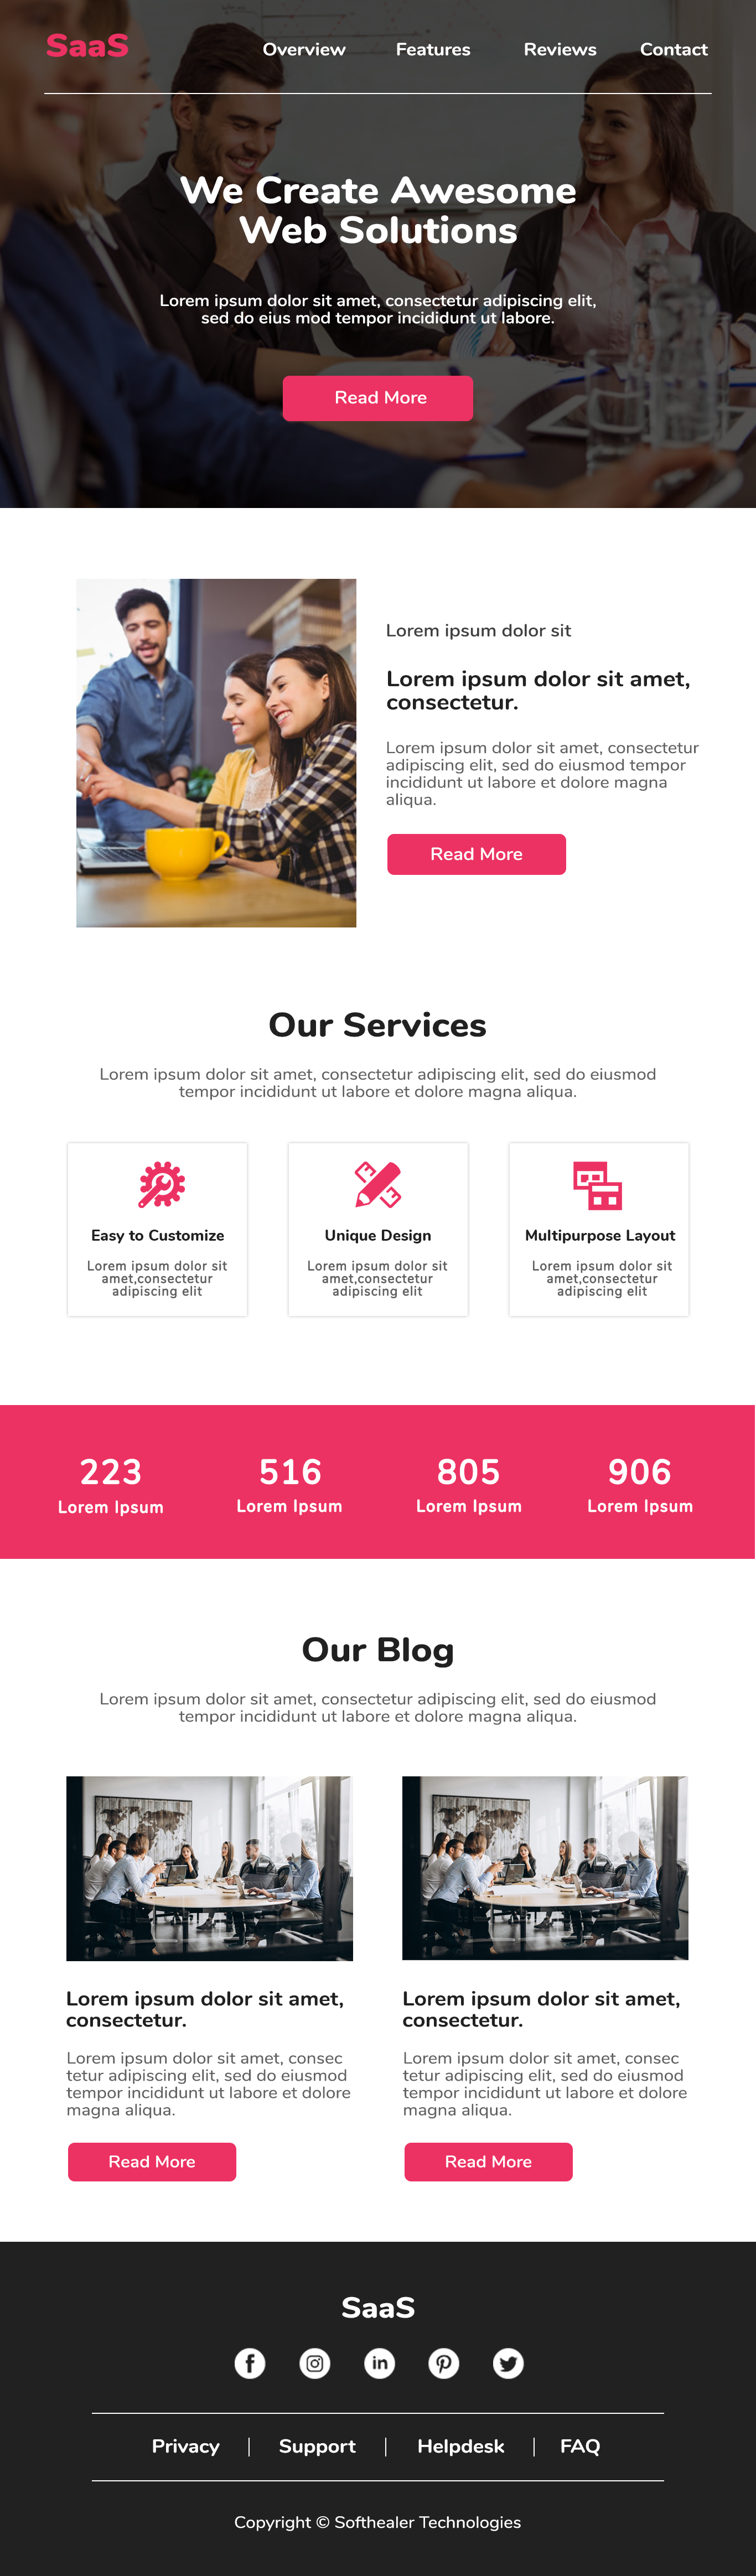 SaaS
Overview
Features
Reviews
Contact
We Create Awesome
Web Solutions
Lorem ipsum dolor sit amet, consectetur adipiscing elit,
sed do eius mod tempor incididunt ut labore.
Read More
Lorem ipsum dolor sit
Lorem ipsum dolor sit amet,
consectetur.
Lorem ipsum dolor sit amet, consectetur
adipiscing elit, sed do eiusmod tempor
incididunt ut labore et dolore magna
aliqua.
Read More
Our Services
Lorem ipsum dolor sit amet, consectetur adipiscing elit, sed do eiusmod
tempor incididunt ut labore et dolore magna aliqua.
Easy to Customize
Lorem ipsum dolor sit
amet,consectetur
adipiscing elit
Unique Design
Lorem ipsum dolor sit
amet,consectetur
adipiscing elit
Multipurpose Layout
Lorem ipsum dolor sit
amet,consectetur
adipiscing elit
223
Lorem Ipsum
516
Lorem Ipsum
805
Lorem Ipsum
906
Lorem Ipsum
Our Blog
Lorem ipsum dolor sit amet, consectetur adipiscing elit, sed do eiusmod
tempor incididunt ut labore et dolore magna aliqua.
Lorem ipsum dolor sit amet,
consectetur.
Lorem ipsum dolor sit amet, consec
tetur adipiscing elit, sed do eiusmod
tempor incididunt ut labore et dolore
magna aliqua.
Read More
Lorem ipsum dolor sit amet,
consectetur.
Lorem ipsum dolor sit amet, consec
tetur adipiscing elit, sed do eiusmod
tempor incididunt ut labore et dolore
magna aliqua.
Read More
SaaS
Privacy | Support | Helpdesk | FAQ
Copyright © Softhealer Technologies